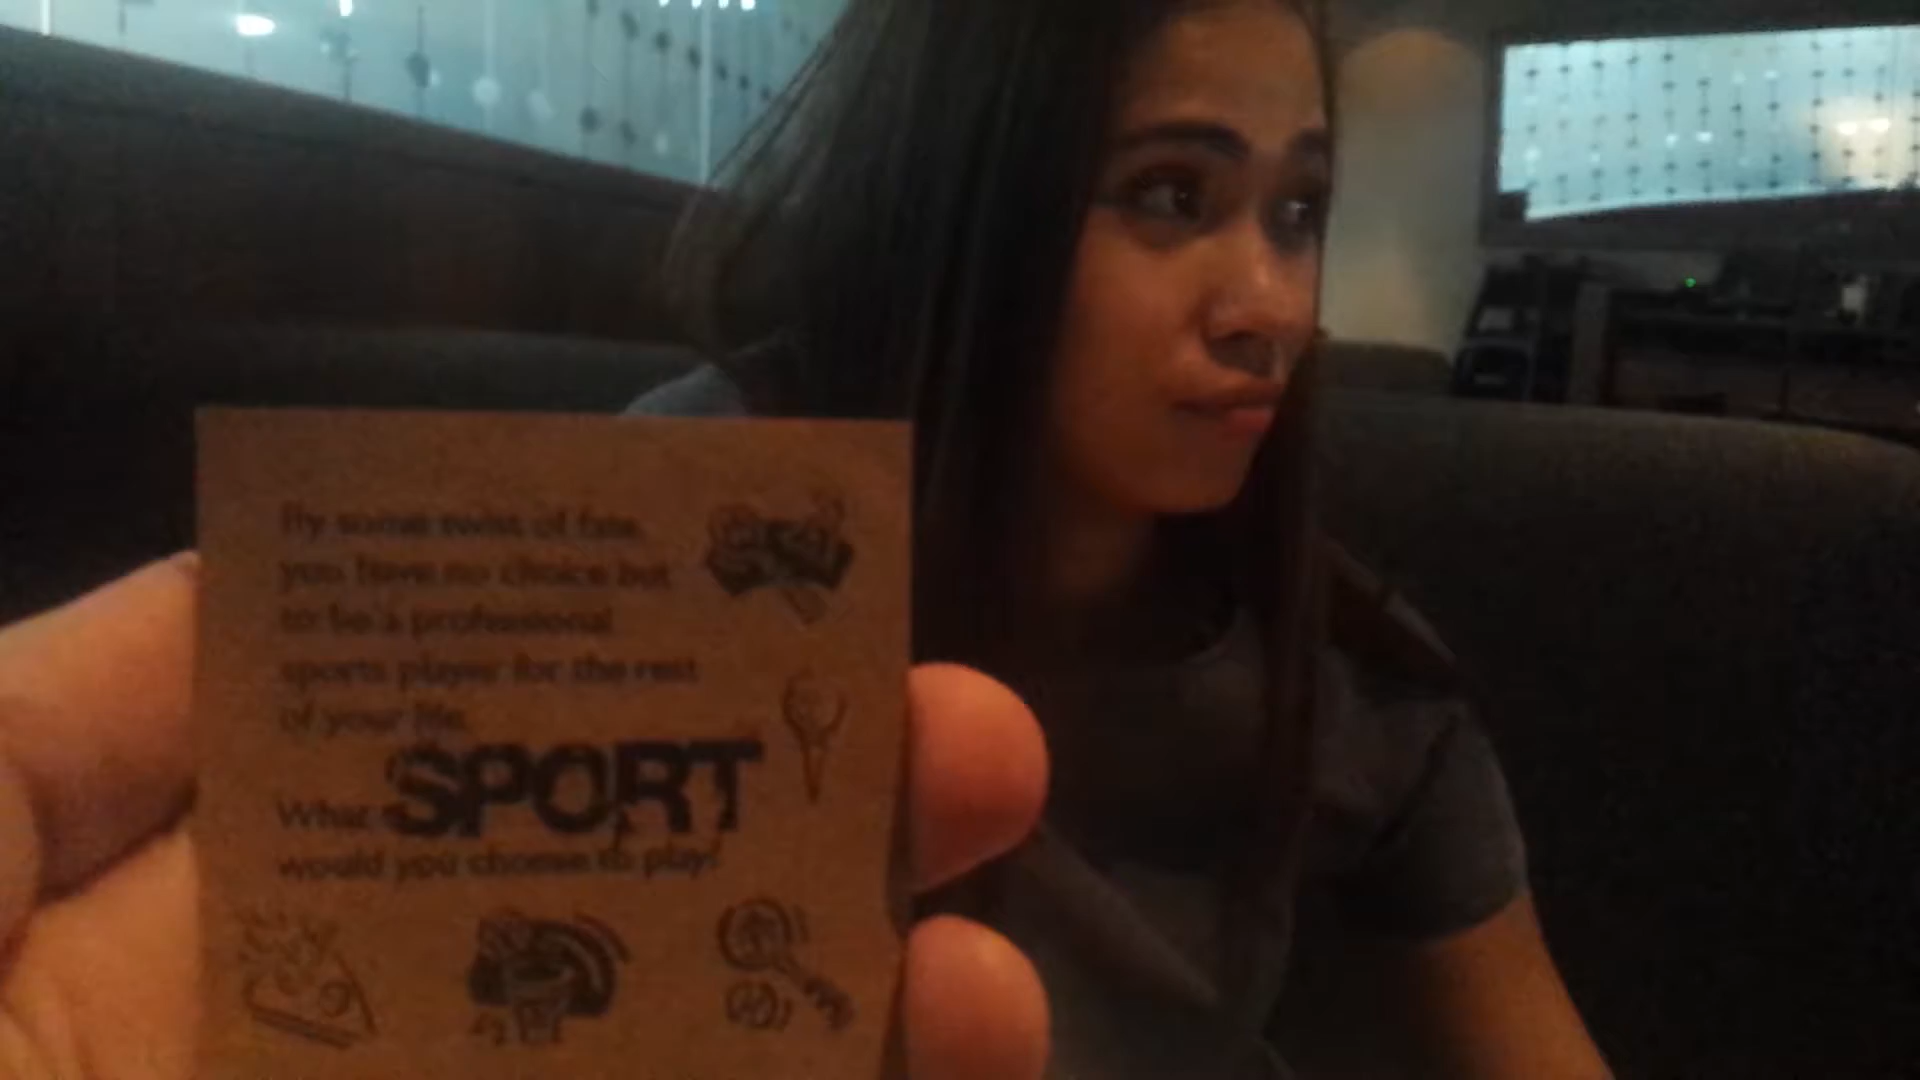 By some twist of fate,
you have no choice but
to be a professional
sports player for the rest
of your life.
What SPORT
would you choose to play?